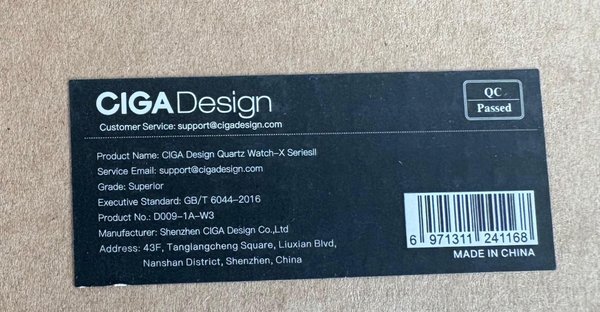 CIGA Design
QC
Passed
Customer Service: support@cigadesign.com
Product Name: CIGA Design Quartz Watch-X SeriesII
Service Email: support@cigadesign.com
Grade: Superior
Executive Standard: GB/T 6044-2016
Product No.: D009-1A-W3
Manufacturer: Shenzhen CIGA Design Co.,Ltd
Address: 43F, Tanglangcheng Square, Liuxian Blvd,
Nanshan District, Shenzhen, China
6 971311 241168
MADE IN CHINA